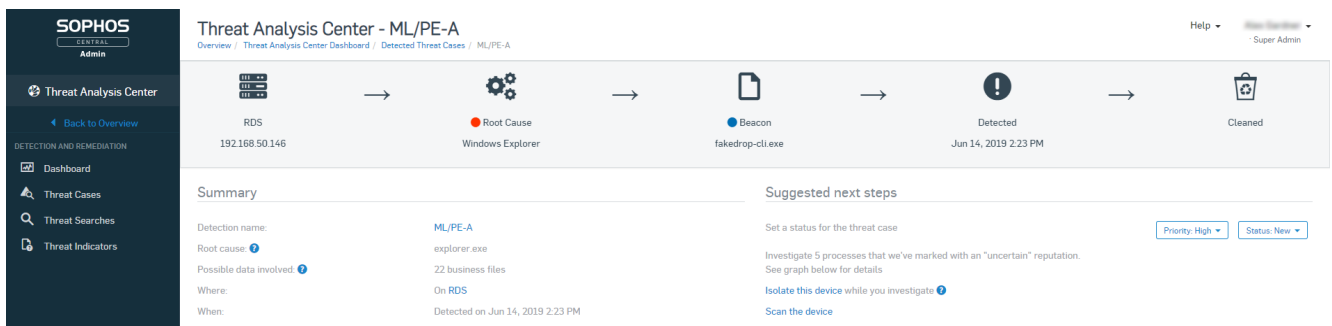 SOPHOS
CENTRAL
Admin
Threat Analysis Center
Back to Overview
DETECTION AND REMEDIATION
Dashboard
Threat Cases
Threat Searches
Threat Indicators
Threat Analysis Center - ML/PE-A
Overview / Threat Analysis Center Dashboard / Detected Threat Cases / ML/PE-A
Help
· Super Admin
RDS
192.168.50.146
Root Cause
Windows Explorer
Beacon
fakedrop-cli.exe
Detected
Jun 14, 2019 2:23 PM
Cleaned
Summary
Detection name: ML/PE-A
Root cause: ? explorer.exe
Possible data involved: ? 22 business files
Where: On RDS
When: Detected on Jun 14, 2019 2:23 PM
Suggested next steps
Set a status for the threat case Priority: High Status: New
Investigate 5 processes that we've marked with an "uncertain" reputation.
See graph below for details
Isolate this device while you investigate ?
Scan the device